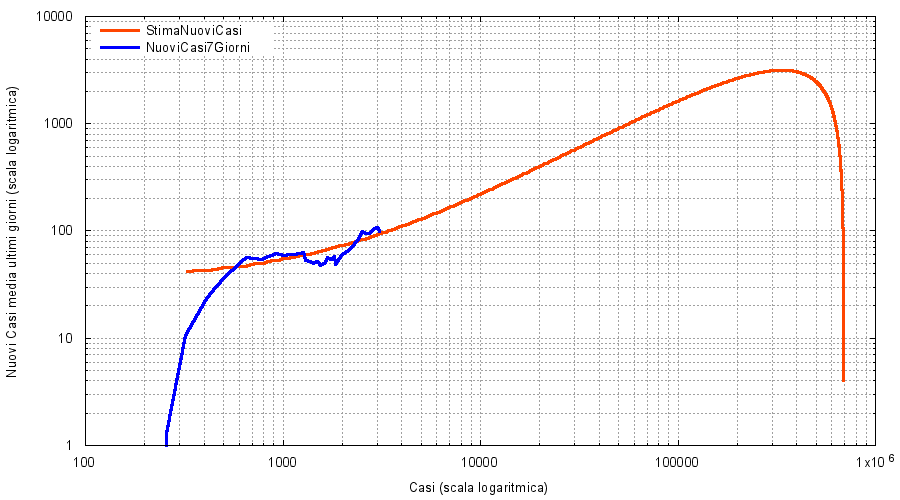 10000
StimaNuoviCasi
NuoviCasi7Giorni
1000
100
10
1
Nuovi Casi media ultimi giorni (scala logaritmica)
100
1000
10000
100000
1x10^6
Casi (scala logaritmica)